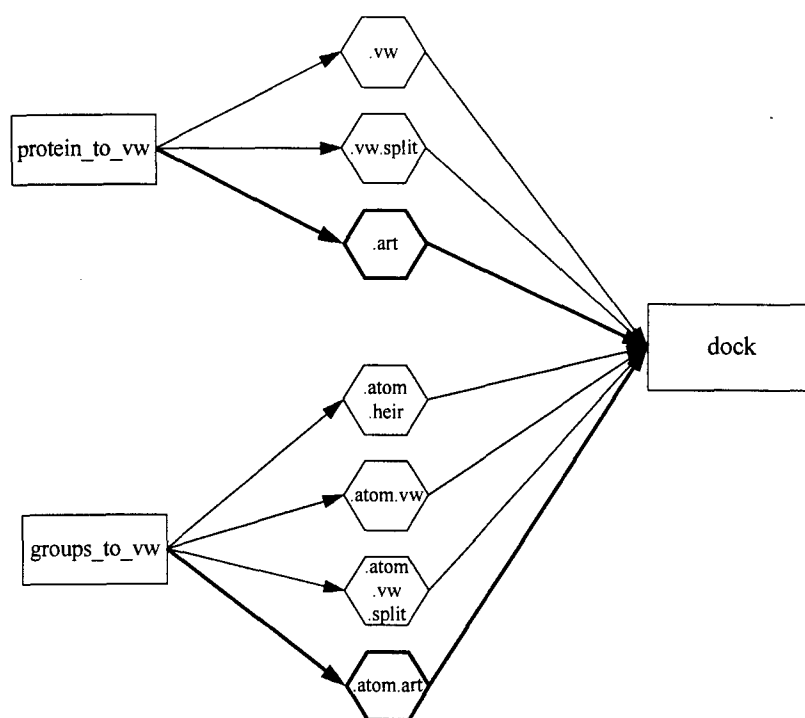 .vw
protein_to_vw
.vw.split
.art
dock
.atom
.heir
.atom.vw
groups_to_vw
.atom
.vw
.split
.atom.art